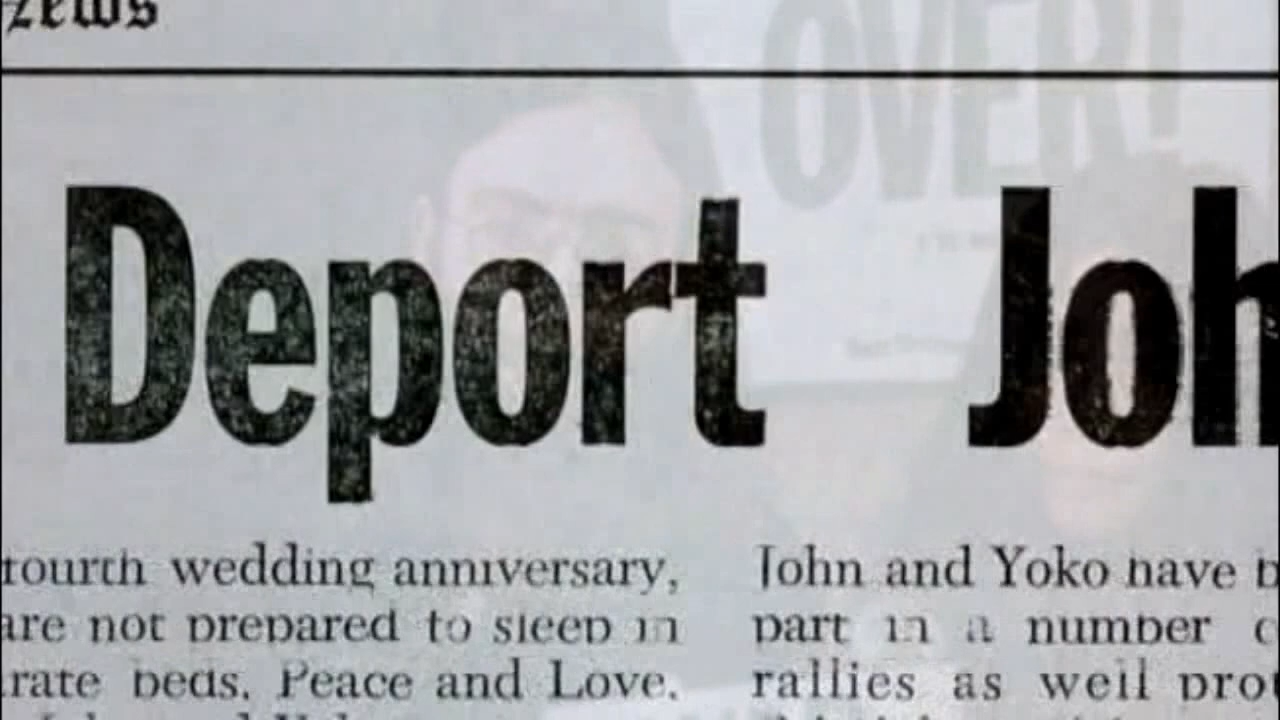 OVER!
Deport Joh
fourth wedding anniversary,
are not prepared to sleep in
rate beds. Peace and Love,
John and Yoko have b
part in a number
rallies as well pro